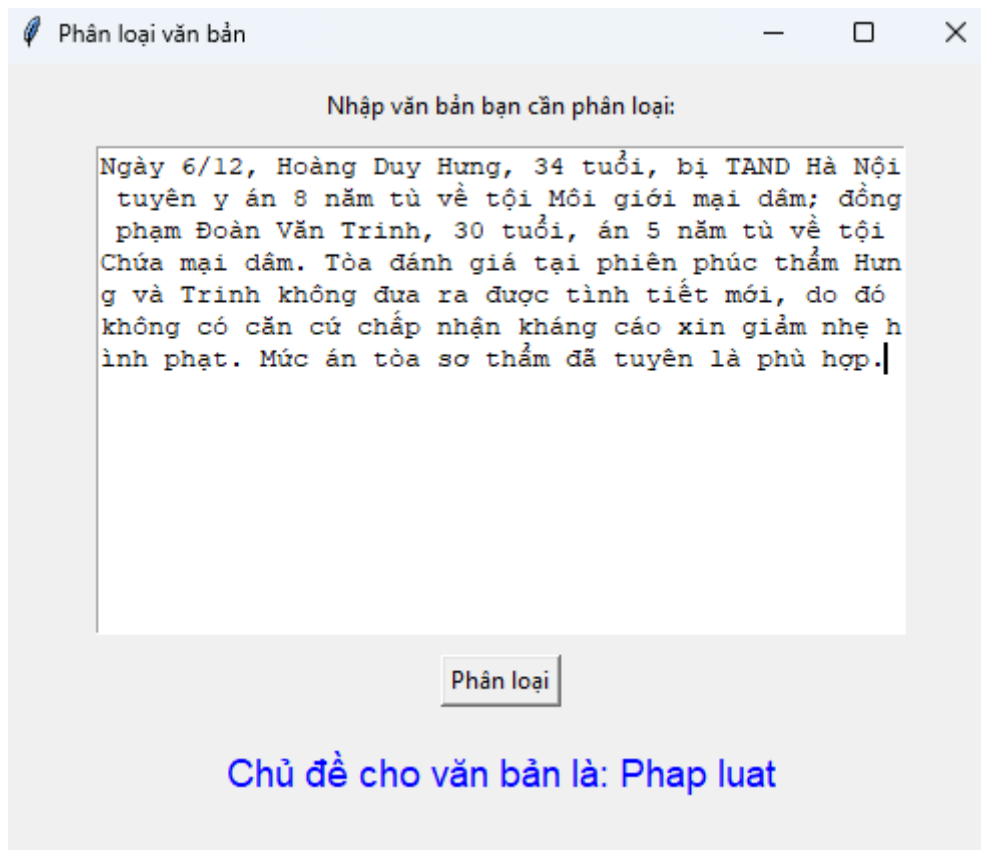 Phân loại văn bản
Nhập văn bản bạn cần phân loại:
Ngày 6/12, Hoàng Duy Hưng, 34 tuổi, bị TAND Hà Nội
tuyên y án 8 năm tù về tội Môi giới mại dâm; đồng
phạm Đoàn Văn Trinh, 30 tuổi, án 5 năm tù về tội
Chứa mại dâm. Tòa đánh giá tại phiên phúc thẩm Hưn
g và Trinh không đưa ra được tình tiết mới, do đó
không có căn cứ chấp nhận kháng cáo xin giảm nhẹ h
ình phạt. Mức án tòa sơ thẩm đã tuyên là phù hợp.
Phân loại
Chủ đề cho văn bản là: Phap luat